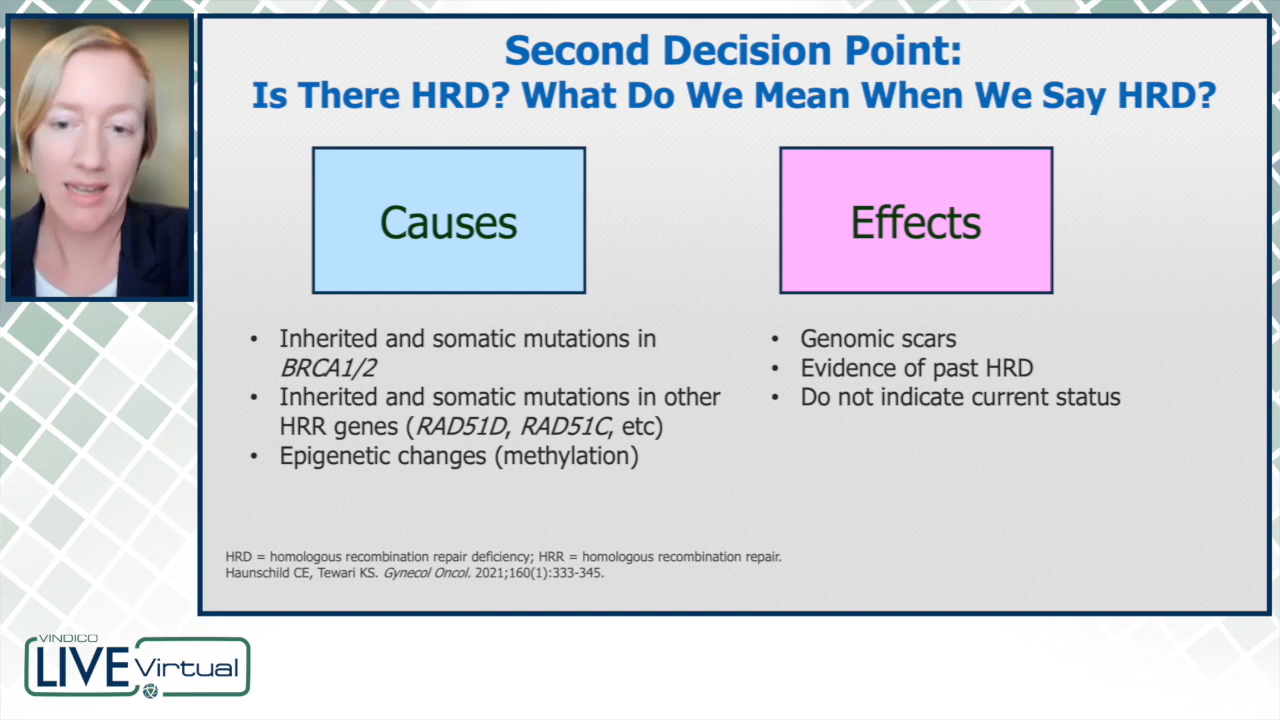 Second Decision Point:
Is There HRD? What Do We Mean When We Say HRD?
Causes
• Inherited and somatic mutations in
BRCA1/2
• Inherited and somatic mutations in other
HRR genes (RAD51D, RAD51C, etc)
• Epigenetic changes (methylation)
Effects
• Genomic scars
• Evidence of past HRD
• Do not indicate current status
HRD = homologous recombination repair deficiency; HRR = homologous recombination repair.
Haunschild CE, Tewari KS. Gynecol Oncol. 2021;160(1):333-345.
VINDICO
LIVE Virtual